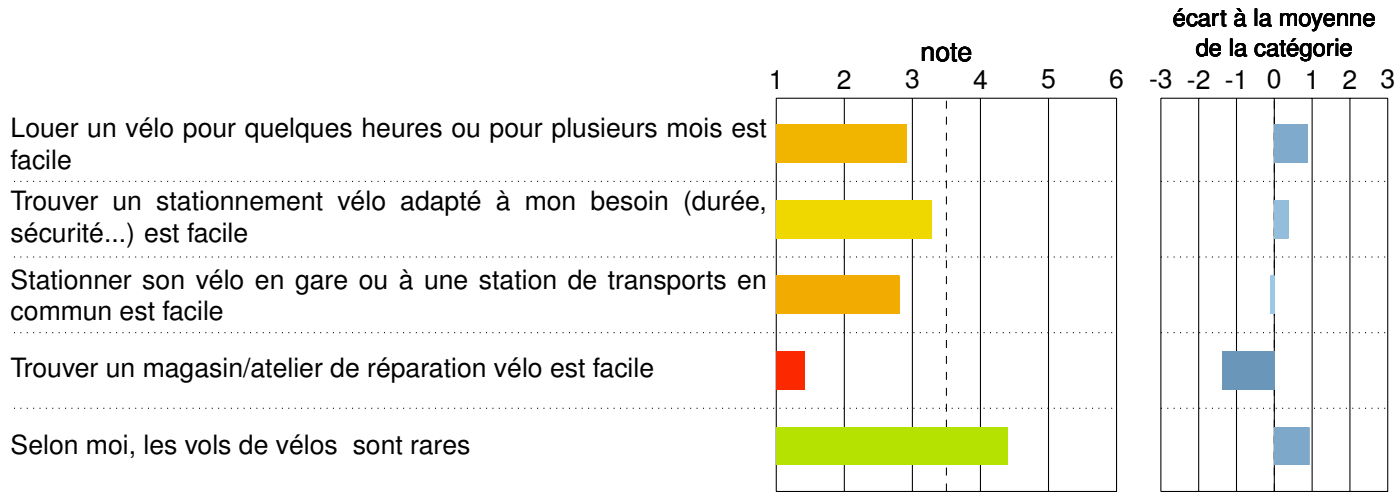 écart à la moyenne
note de la catégorie
1 2 3 4 5 6 -3 -2 -1 0 1 2 3
Louer un vélo pour quelques heures ou pour plusieurs mois est
facile
Trouver un stationnement vélo adapté à mon besoin (durée,
sécurité...) est facile
Stationner son vélo en gare ou à une station de transports en
commun est facile
Trouver un magasin/atelier de réparation vélo est facile
Selon moi, les vols de vélos sont rares